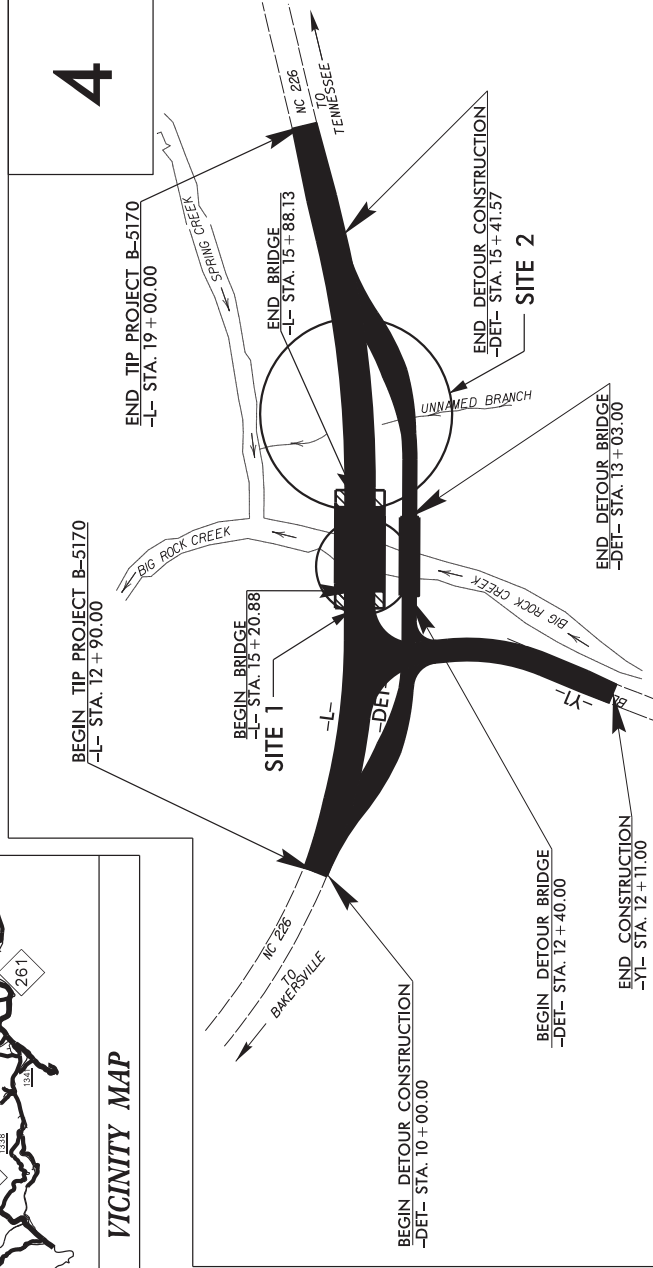 4
NC 226
TO
TENNESSEE
SPRING CREEK
END TIP PROJECT B-5170
-L- STA. 19 + 00.00
END BRIDGE
-L- STA. 15 + 88.13
END DETOUR CONSTRUCTION
-DET- STA. 15 + 41.57
SITE 2
UNNAMED BRANCH
END DETOUR BRIDGE
-DET- STA. 13 + 03.00
BEGIN TIP PROJECT B-5170
-L- STA. 12 + 90.00
BIG ROCK CREEK
BEGIN BRIDGE
-L- STA. 15 + 20.88
SITE 1
-L-
-DET-
BIG ROCK CREEK
-Y1-
NC 226
TO
BAKERSVILLE
BEGIN DETOUR CONSTRUCTION
-DET- STA. 10 + 00.00
BEGIN DETOUR BRIDGE
-DET- STA. 12 + 40.00
END CONSTRUCTION
-Y1- STA. 12 + 11.00
261
1341
1338
VICINITY MAP